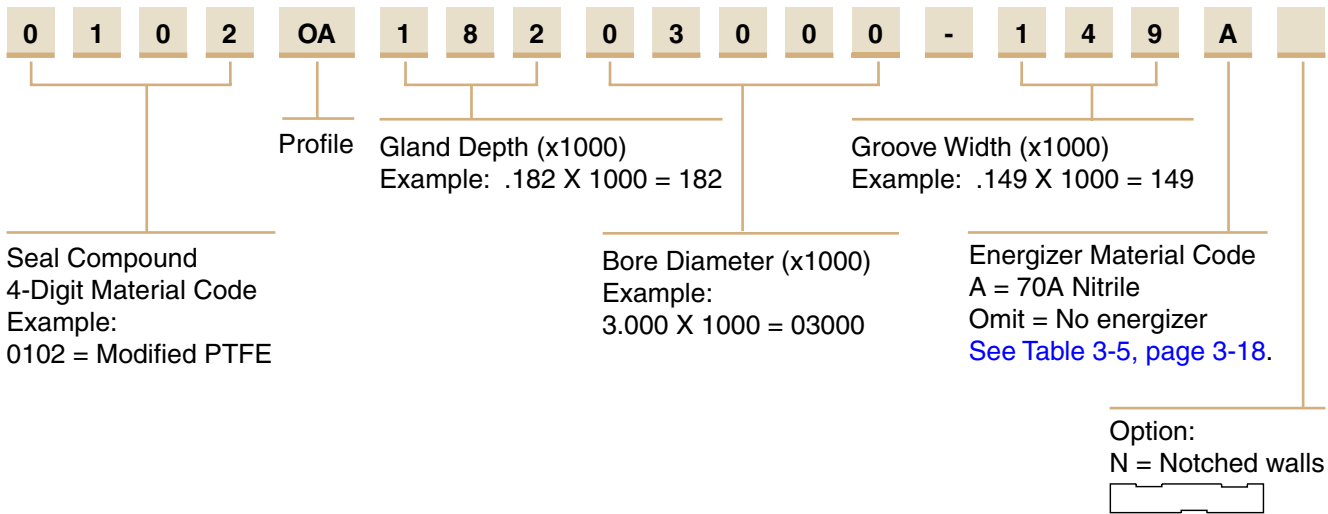 0 1 0 2 OA 1 8 2 0 3 0 0 0 - 1 4 9 A
Profile
Gland Depth (x1000)
Example: .182 X 1000 = 182
Groove Width (x1000)
Example: .149 X 1000 = 149
Seal Compound
4-Digit Material Code
Example:
0102 = Modified PTFE
Bore Diameter (x1000)
Example:
3.000 X 1000 = 03000
Energizer Material Code
A = 70A Nitrile
Omit = No energizer
See Table 3-5, page 3-18.
Option:
N = Notched walls